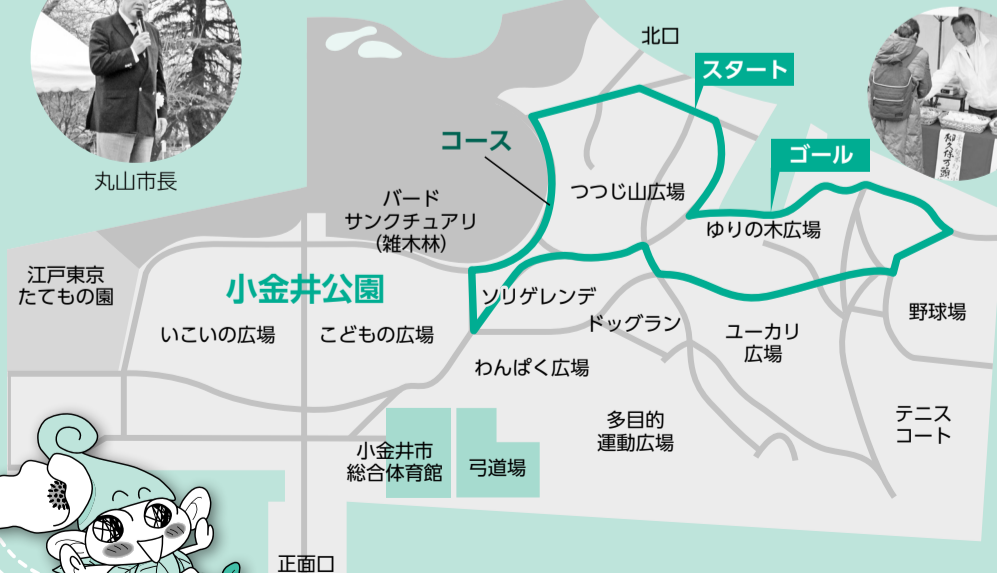 北口
スタート
コース
ゴール
丸山市長
つつじ山広場
バード
サンクチュアリ
（雑木林）
ゆりの木広場
江戸東京
たてもの園
小金井公園
ソリゲレンデ
いこいの広場
こどもの広場
ドッグラン
ユーカリ
広場
野球場
わんぱく広場
多目的
運動広場
テニス
コート
小金井市
総合体育館
弓道場
正面口